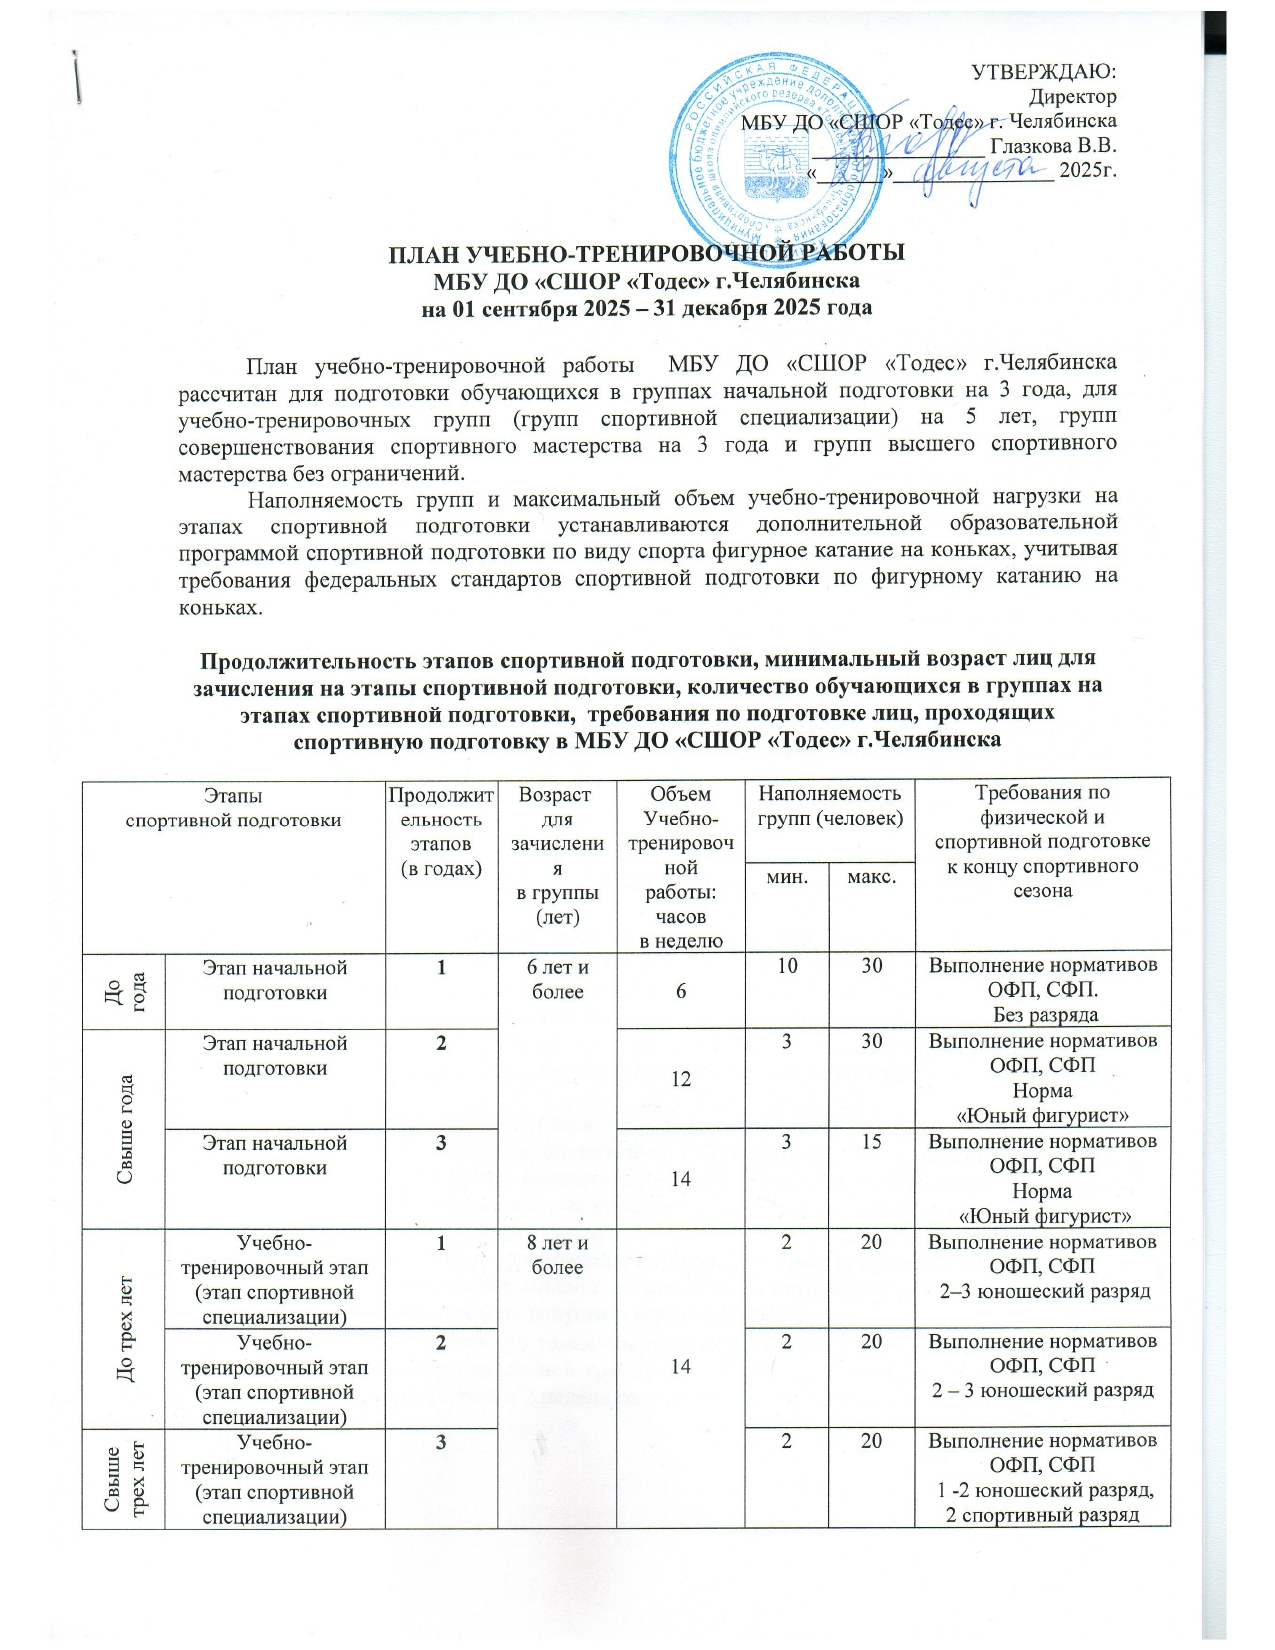 УТВЕРЖДАЮ:
Директор
МБУ ДО «СШОР «Тодес» г. Челябинска
Глазкова В.В.
«______» августа 2025г.
РОССИЙСКАЯ ФЕДЕРАЦИЯ
ПЛАН УЧЕБНО-ТРЕНИРОВОЧНОЙ РАБОТЫ
МБУ ДО «СШОР «Тодес» г.Челябинска
на 01 сентября 2025 – 31 декабря 2025 года
План учебно-тренировочной работы МБУ ДО «СШОР «Тодес» г.Челябинска
рассчитан для подготовки обучающихся в группах начальной подготовки на 3 года, для
учебно-тренировочных групп (групп спортивной специализации) на 5 лет, групп
совершенствования спортивного мастерства на 3 года и групп высшего спортивного
мастерства без ограничений.
Наполняемость групп и максимальный объем учебно-тренировочной нагрузки на
этапах спортивной подготовки устанавливаются дополнительной образовательной
программой спортивной подготовки по виду спорта фигурное катание на коньках, учитывая
требования федеральных стандартов спортивной подготовки по фигурному катанию на
коньках.
Продолжительность этапов спортивной подготовки, минимальный возраст лиц для
зачисления на этапы спортивной подготовки, количество обучающихся в группах на
этапах спортивной подготовки, требования по подготовке лиц, проходящих
спортивную подготовку в МБУ ДО «СШОР «Тодес» г.Челябинска
Этапы
спортивной подготовки
Продолжит
ельность
этапов
(в годах)
Возраст
для
зачислени
я
в группы
(лет)
Объем
Учебно-
тренировоч
ной
работы:
часов
в неделю
Наполняемость
групп (человек)
мин.
макс.
Требования по
физической и
спортивной подготовке
к концу спортивного
сезона
До
года
Этап начальной
подготовки
1
6 лет и
более
6
10
30
Выполнение нормативов
ОФП, СФП.
Без разряда
Свыше года
Этап начальной
подготовки
2
12
3
30
Выполнение нормативов
ОФП, СФП
Норма
«Юный фигурист»
Этап начальной
подготовки
3
14
3
15
Выполнение нормативов
ОФП, СФП
Норма
«Юный фигурист»
До трех лет
Учебно-
тренировочный этап
(этап спортивной
специализации)
1
8 лет и
более
14
2
20
Выполнение нормативов
ОФП, СФП
2–3 юношеский разряд
Учебно-
тренировочный этап
(этап спортивной
специализации)
2
2
20
Выполнение нормативов
ОФП, СФП
2 – 3 юношеский разряд
Свыше
трех лет
Учебно-
тренировочный этап
(этап спортивной
специализации)
3
2
20
Выполнение нормативов
ОФП, СФП
1 -2 юношеский разряд,
2 спортивный разряд